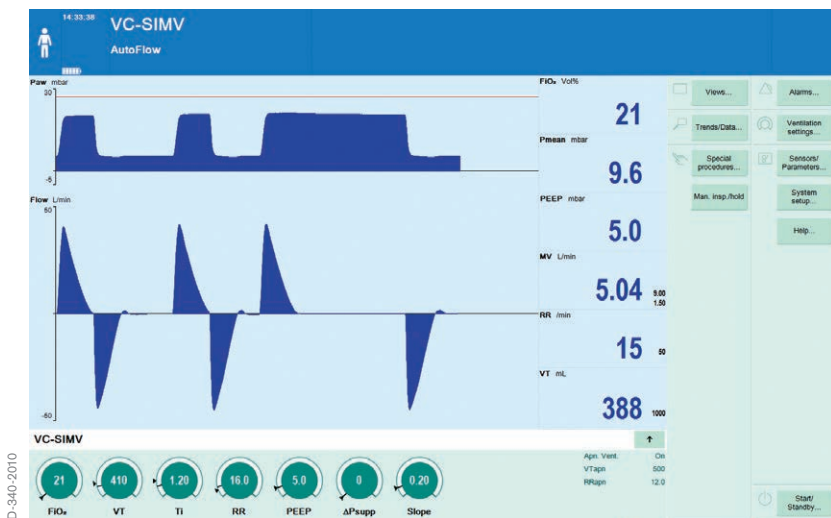 14:33:38
VC-SIMV
AutoFlow
Paw mbar
30
-5
Flow L/min
60
-60
FiO₂ Vol%
21
Pmean mbar
9.6
PEEP mbar
5.0
MV L/min
5.04
1.50
RR /min
15
50
VT mL
388
1000
Views...
Alarms...
Trends/Data...
Ventilation
settings...
Special
procedures...
Sensors/
Parameters...
Man. insp./hold
System
setup...
Help...
VC-SIMV
21
410
1.20
16.0
5.0
0
0.20
FiO₂
VT
Ti
RR
PEEP
ΔPsupp
Slope
Apn. Vent. On
VTapn 500
RRapn 12.0
Start/
Standby...
D-340-2010